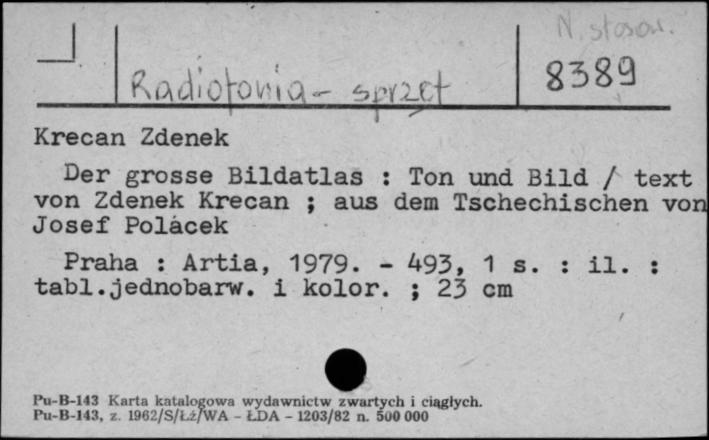 N. stosow.
Radiofonia - sprzęt
8389
Krecan Zdenek
Der grosse Bildatlas : Ton und Bild / text
von Zdenek Krecan ; aus dem Tschechischen von
Josef Polácek
Praha : Artia, 1979. - 493, 1 s. : il. :
tabl.jednobarw. i kolor. ; 23 cm
Pu-B-143 Karta katalogowa wydawnictw zwartych i ciągłych.
Pu-B-143, z. 1962/S/Łź/WA - ŁDA - 1203/82 n. 500 000